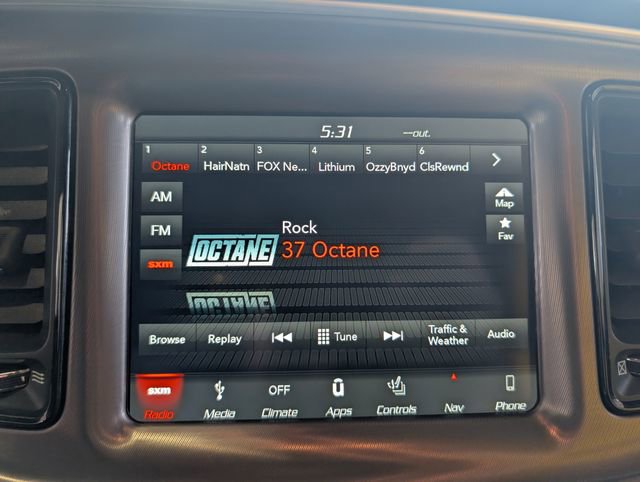 5:31 —out.
1 2 3 4 5 6
Octane HairNatn FOX Ne... Lithium OzzyBnyd ClsRewnd
AM
Map
FM
Fav
sxm
OCTANE
Rock
37 Octane
OCTANE
Browse Replay Tune Traffic & Weather Audio
sxm OFF
Radio Media Climate Apps Controls Nav Phone